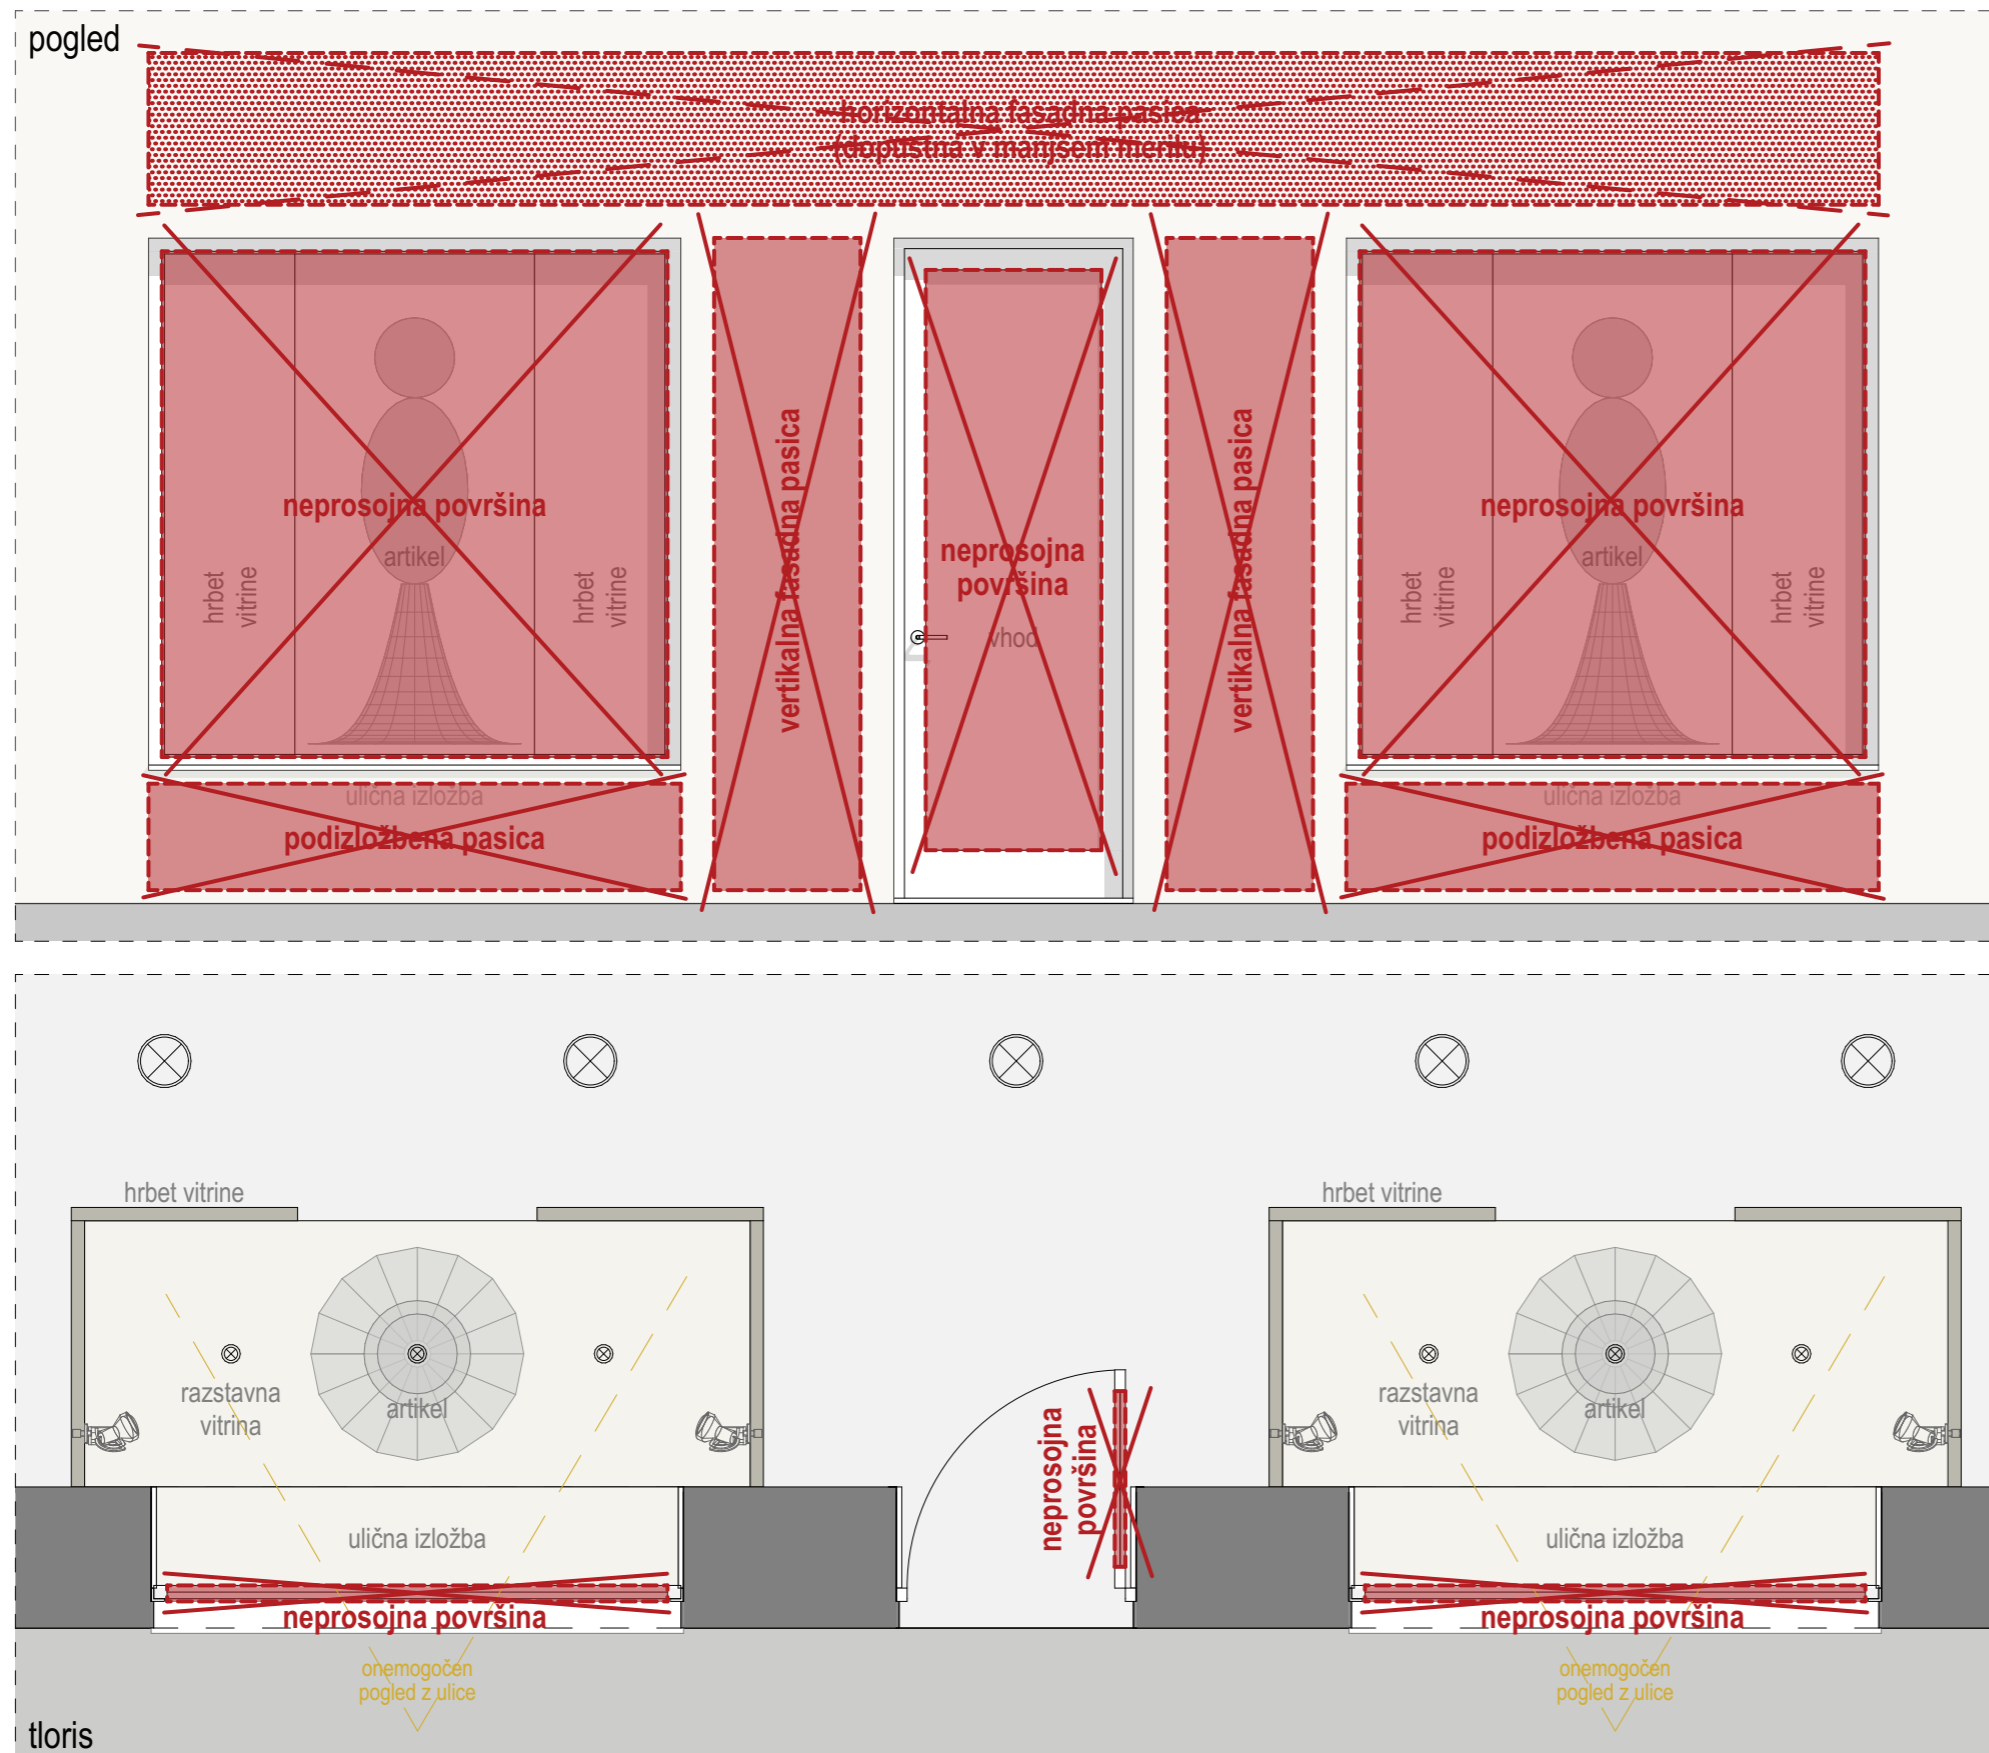 pogled
horizontalna fasadna pasica
(dopustna v manjšem merilu)
neprosojna površina
artikel
hrbet
vitrine
hrbet
vitrine
ulična izložba
podizložbena pasica
vertikalna fasadna pasica
neprosojna
površina
vhod
vertikalna fasadna pasica
neprosojna površina
artikel
hrbet
vitrine
hrbet
vitrine
ulična izložba
podizložbena pasica
hrbet vitrine
razstavna
vitrina
artikel
ulična izložba
neprosojna površina
onemogočen
pogled z ulice
neprosojna
površina
hrbet vitrine
razstavna
vitrina
artikel
ulična izložba
neprosojna površina
onemogočen
pogled z ulice
tloris